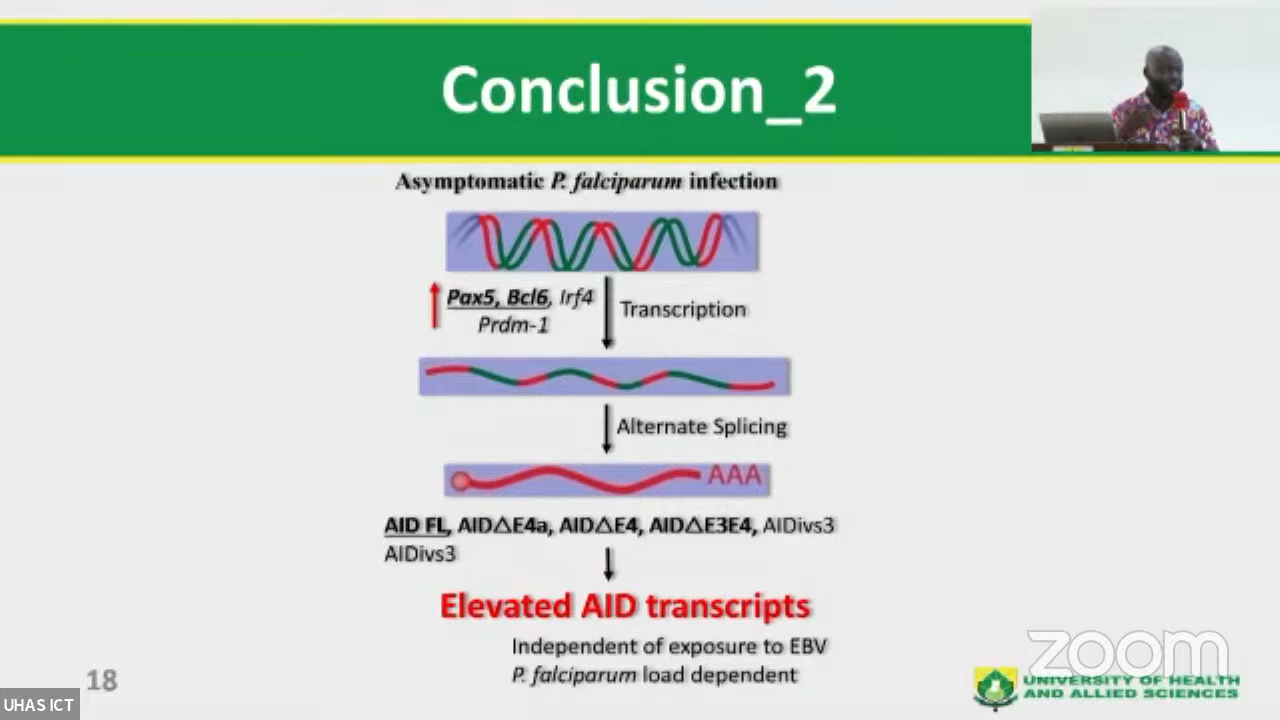 Conclusion_2
Asymptomatic P. falciparum infection
Pax5, Bcl6, Irf4
Prdm-1
Transcription
Alternate Splicing
AAA
AID FL, AID△E4a, AID△E4, AID△E3E4, AIDivs3
AIDivs3
Elevated AID transcripts
Independent of exposure to EBV
P. falciparum load dependent
zoom
18
UNIVERSITY OF HEALTH
AND ALLIED SCIENCES
UHAS ICT